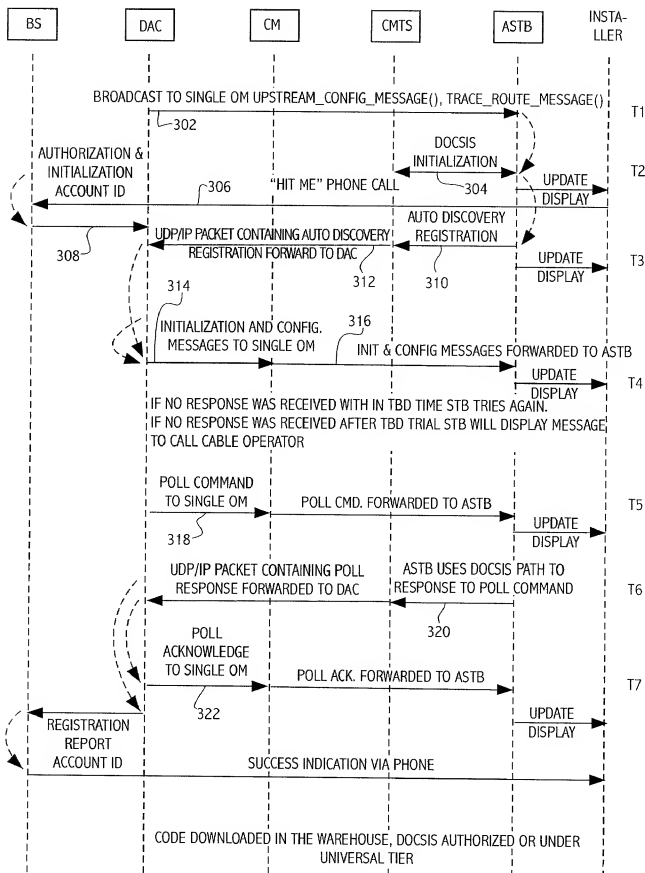 BS DAC CM CMTS ASTB INSTA-
LLER
BROADCAST TO SINGLE OM UPSTREAM_CONFIG_MESSAGE(), TRACE_ROUTE_MESSAGE()
302
T1
AUTHORIZATION &
INITIALIZATION
ACCOUNT ID
DOCSIS
INITIALIZATION
304
T2
UPDATE
DISPLAY
306
"HIT ME" PHONE CALL
308
AUTO DISCOVERY
REGISTRATION
310
UDP/IP PACKET CONTAINING AUTO DISCOVERY
REGISTRATION FORWARD TO DAC
312
UPDATE
DISPLAY
T3
314
INITIALIZATION AND CONFIG.
MESSAGES TO SINGLE OM
316
INIT & CONFIG MESSAGES FORWARDED TO ASTB
UPDATE
DISPLAY
T4
IF NO RESPONSE WAS RECEIVED WITH IN TBD TIME STB TRIES AGAIN.
IF NO RESPONSE WAS RECEIVED AFTER TBD TRIAL STB WILL DISPLAY MESSAGE
TO CALL CABLE OPERATOR
POLL COMMAND
TO SINGLE OM
318
POLL CMD. FORWARDED TO ASTB
T5
UPDATE
DISPLAY
UDP/IP PACKET CONTAINING POLL
RESPONSE FORWARDED TO DAC
ASTB USES DOCSIS PATH TO
RESPONSE TO POLL COMMAND
320
T6
POLL
ACKNOWLEDGE
TO SINGLE OM
322
POLL ACK. FORWARDED TO ASTB
T7
UPDATE
DISPLAY
REGISTRATION
REPORT
ACCOUNT ID
SUCCESS INDICATION VIA PHONE
CODE DOWNLOADED IN THE WAREHOUSE, DOCSIS AUTHORIZED OR UNDER
UNIVERSAL TIER